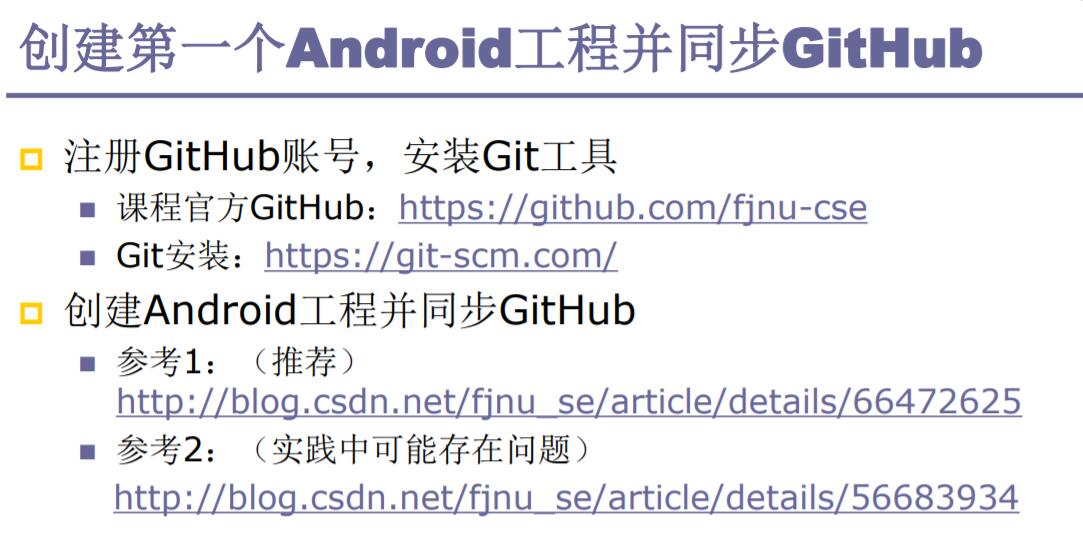 创建第一个Android工程并同步GitHub
注册GitHub账号，安装Git工具
课程官方GitHub：https://github.com/fjnu-cse
Git安装：https://git-scm.com/
创建Android工程并同步GitHub
参考1：（推荐）
http://blog.csdn.net/fjnu_se/article/details/66472625
参考2：（实践中可能存在问题）
http://blog.csdn.net/fjnu_se/article/details/56683934